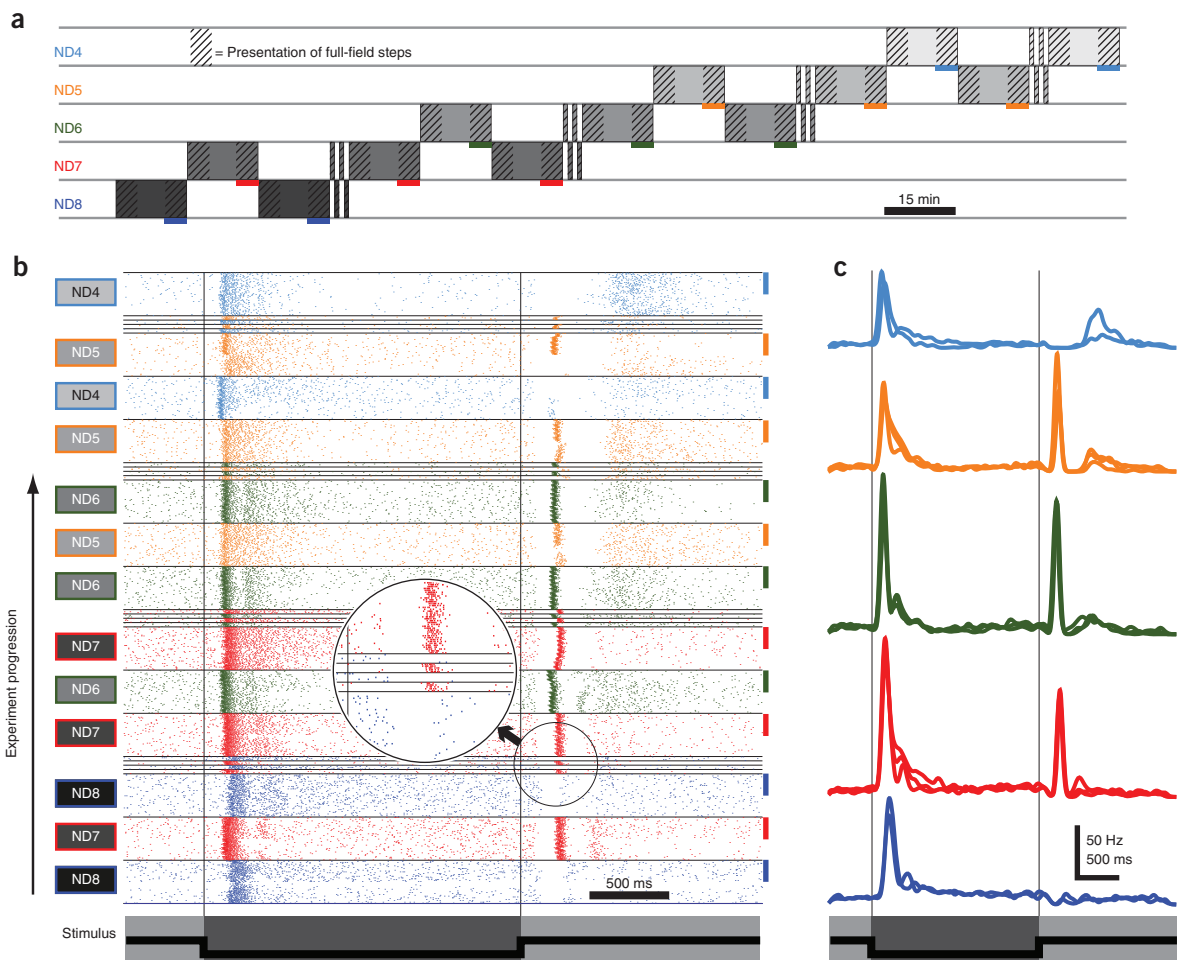 a
ND4
= Presentation of full-field steps
ND5
ND6
ND7
ND8
15 min
b
ND4
ND5
ND4
ND5
ND6
ND5
ND6
ND7
ND6
ND7
ND8
ND7
ND8
Experiment progression
500 ms
Stimulus
c
50 Hz
500 ms